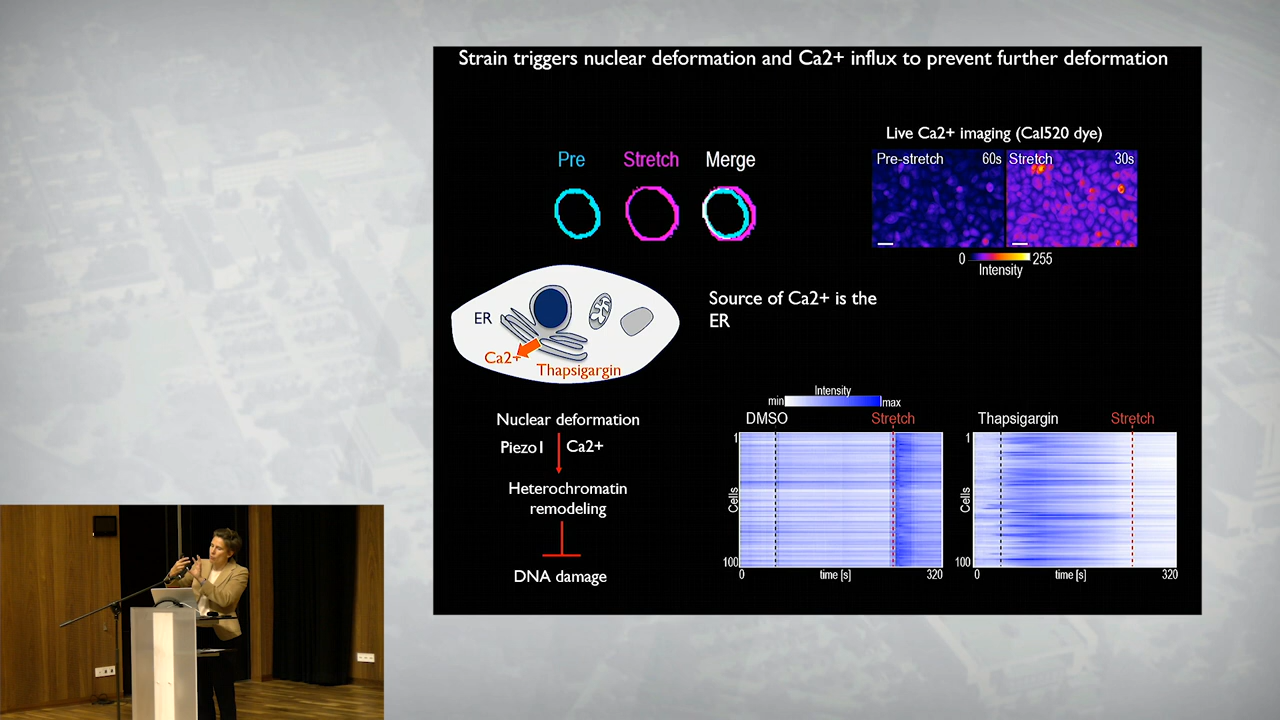 Strain triggers nuclear deformation and Ca2+ influx to prevent further deformation
Live Ca2+ imaging (Cal520 dye)
Pre
Stretch
Merge
Pre-stretch
60s
Stretch
30s
0
255
Intensity
ER
Ca2+
Thapsigargin
Source of Ca2+ is the
ER
Nuclear deformation
Piezo1
Ca2+
Heterochromatin
remodeling
DNA damage
Intensity
min
max
DMSO
Stretch
1
Cells
100
0
time [s]
320
Thapsigargin
Stretch
1
Cells
100
0
time [s]
320